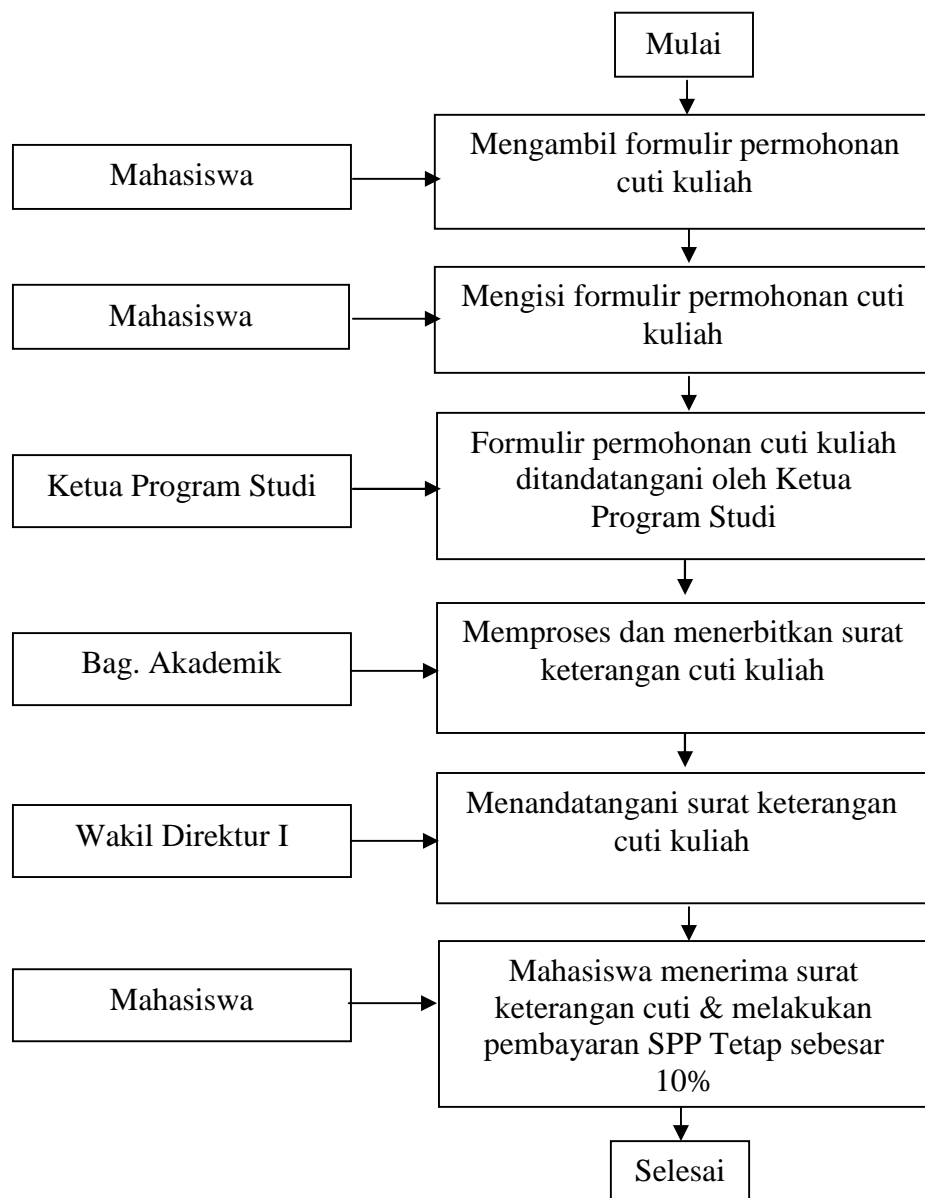 Mulai
Mahasiswa
Mengambil formulir permohonan
cuti kuliah
Mahasiswa
Mengisi formulir permohonan cuti
kuliah
Ketua Program Studi
Formulir permohonan cuti kuliah
ditandatangani oleh Ketua
Program Studi
Bag. Akademik
Memproses dan menerbitkan surat
keterangan cuti kuliah
Wakil Direktur I
Menandatangani surat keterangan
cuti kuliah
Mahasiswa
Mahasiswa menerima surat
keterangan cuti & melakukan
pembayaran SPP Tetap sebesar
10%
Selesai